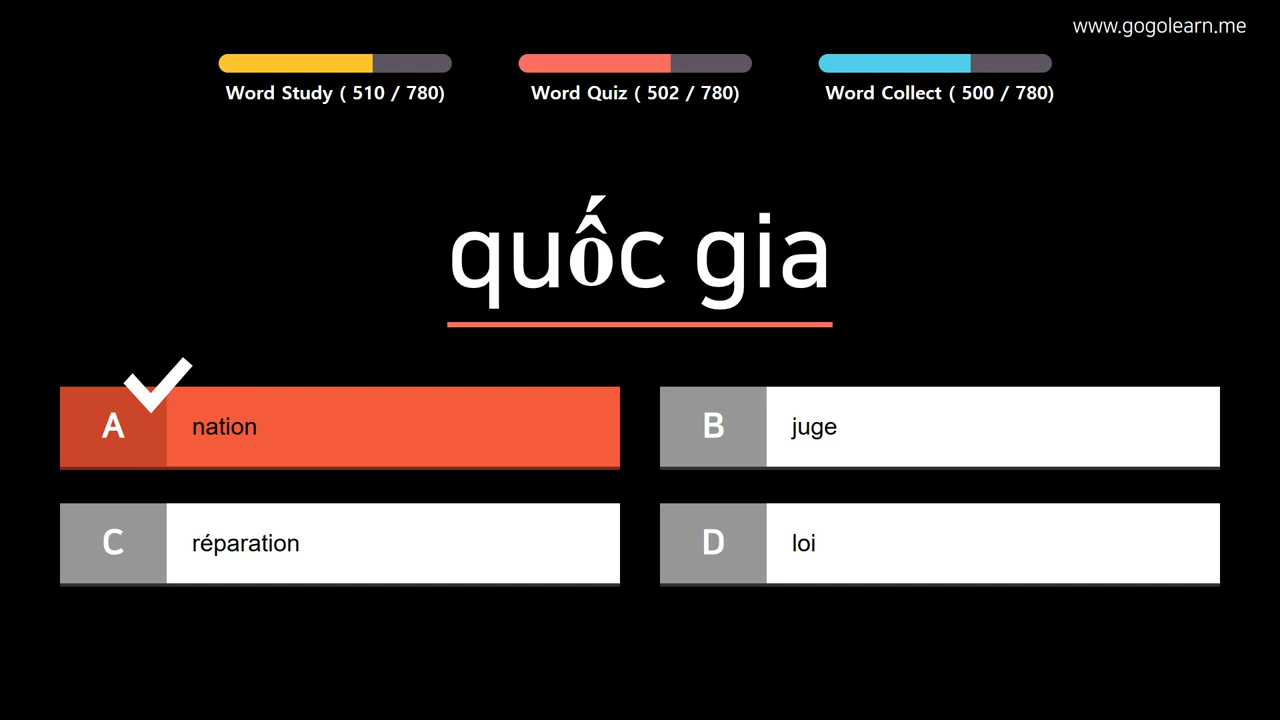 www.gogolearn.me
Word Study ( 510 / 780)
Word Quiz ( 502 / 780)
Word Collect ( 500 / 780)
quốc gia
A nation
B juge
C réparation
D loi